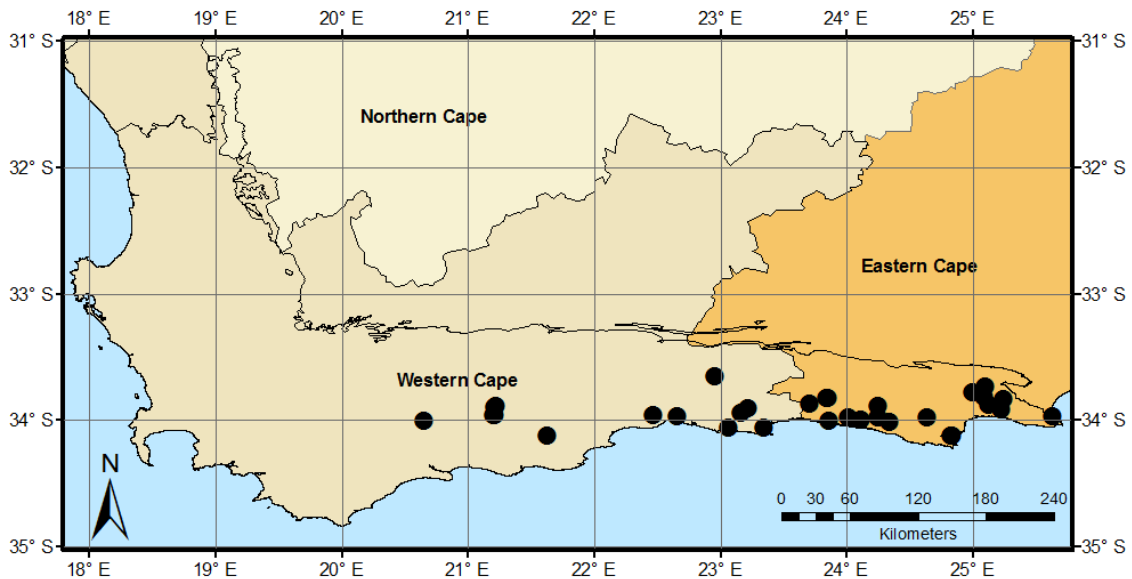 18° E 19° E 20° E 21° E 22° E 23° E 24° E 25° E
31° S 31° S
Northern Cape
32° S 32° S
Eastern Cape
33° S 33° S
Western Cape
34° S 34° S
N
0 30 60 120 180 240
Kilometers
35° S 35° S
18° E 19° E 20° E 21° E 22° E 23° E 24° E 25° E